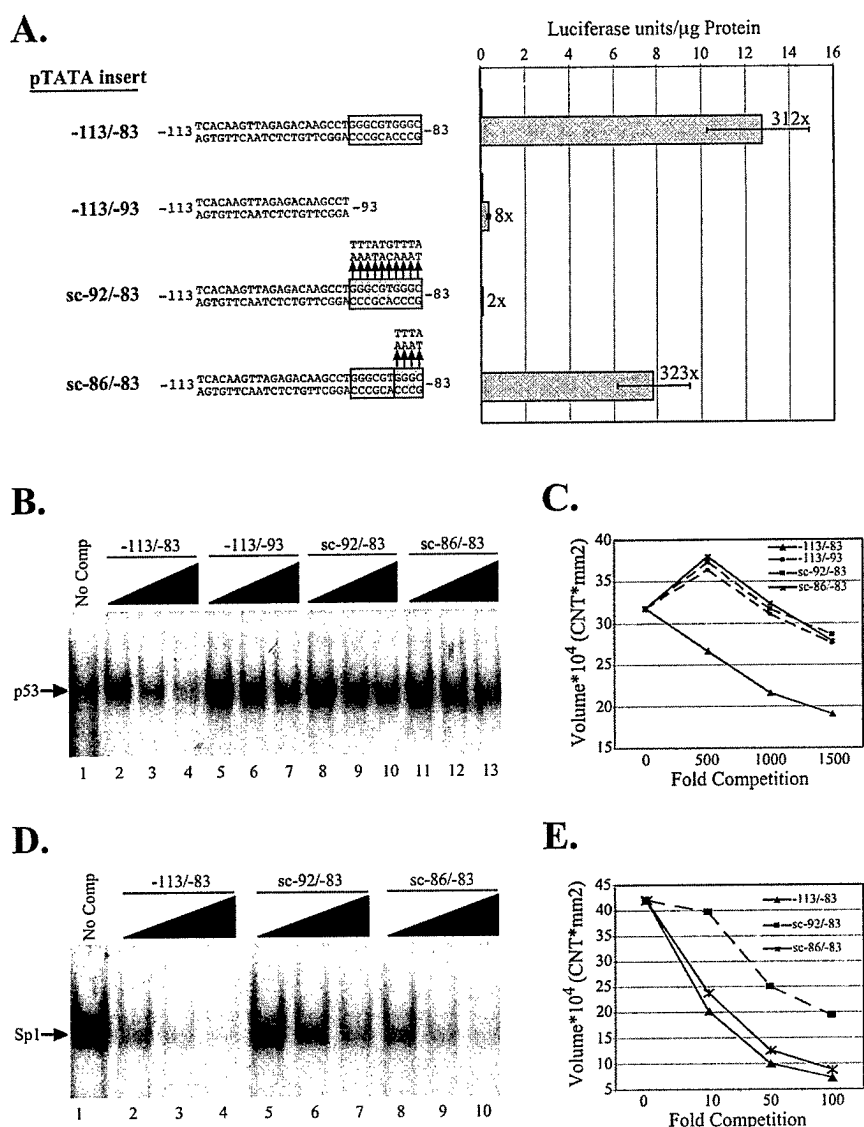 A.
Luciferase units/µg Protein
0 2 4 6 8 10 12 14 16
pTATA insert
-113/-83
-113 TCACAAGTTAGAGACAAGCCTGGGCGTGGGC -83
AGTGTTCAATCTCTGTTCGGACCCGCACCCG
312x
-113/-93
-113 TCACAAGTTAGAGACAAGCCT -93
AGTGTTCAATCTCTGTTCGGA
8x
TTTATGTTTA
AAATACAAAT
sc-92/-83
-113 TCACAAGTTAGAGACAAGCCTGGGCGTGGGC -83
AGTGTTCAATCTCTGTTCGGACCCGCACCCG
2x
TTTA
AAAT
sc-86/-83
-113 TCACAAGTTAGAGACAAGCCTGGGCGTGGGC -83
AGTGTTCAATCTCTGTTCGGACCCGCACCCG
323x
B.
No Comp
-113/-83 -113/-93 sc-92/-83 sc-86/-83
p53
1 2 3 4 5 6 7 8 9 10 11 12 13
C.
Volume*10⁴ (CNT*mm2)
40
35
30
25
20
15
-113/-83
-113/-93
sc-92/-83
sc-86/-83
0 500 1000 1500
Fold Competition
D.
No Comp
-113/-83 sc-92/-83 sc-86/-83
Sp1
1 2 3 4 5 6 7 8 9 10
E.
Volume*10⁴ (CNT*mm2)
45
40
35
30
25
20
15
10
5
-113/-83
sc-92/-83
sc-86/-83
0 10 50 100
Fold Competition